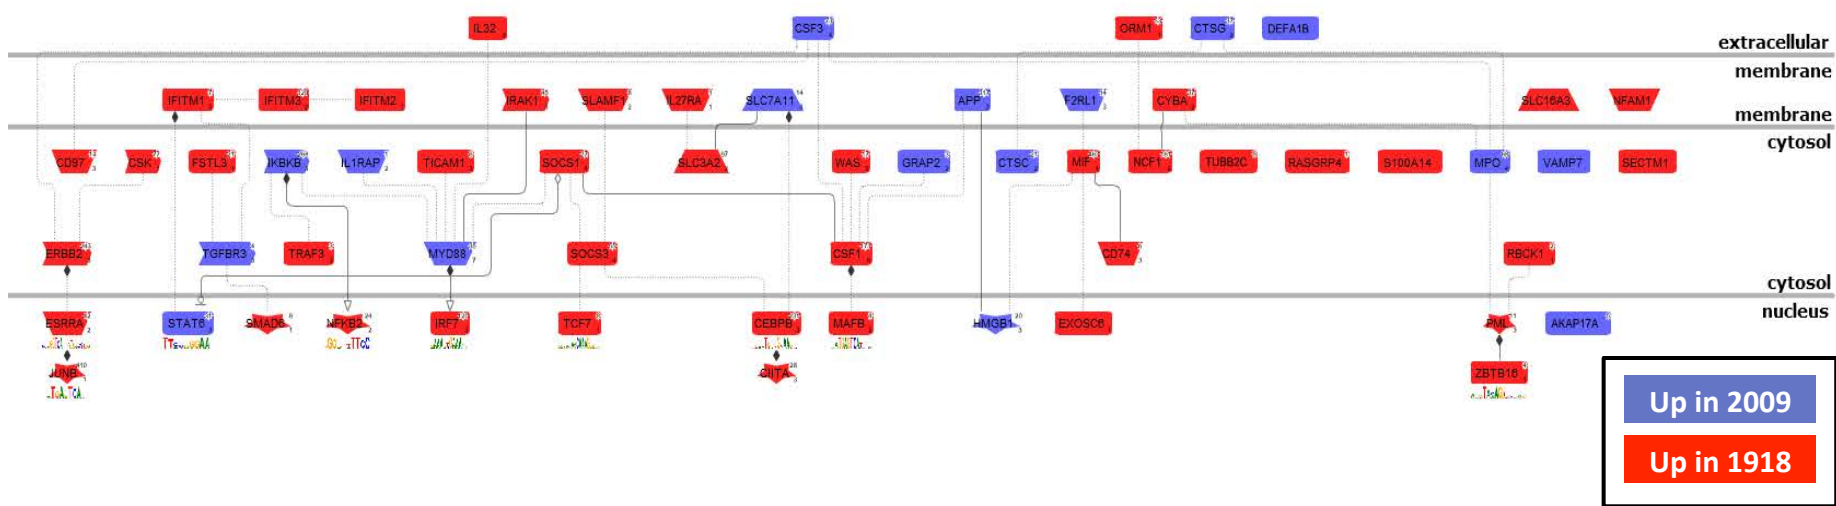 IL32 CSF3 ORM1 CTSG DEFA1B
extracellular
membrane
IFITM1 IFITM3 IFITM2 IRAK1 SLAMF1 IL27RA SLC7A11 APP F2RL1 CYBA SLC16A3 NFAM1
membrane
cytosol
CD97 CSK FSTL3 IKBKB IL1RAP TICAM1 SOCS1 SLC3A2 WAS GRAP2 CTSC MIF NCF1 TUBB2C RASGRP4 S100A14 MPO VAMP7 SECTM1
ERBB2 TGFBR3 TRAF3 MYD88 SOCS3 CSF1 CD74 RBCK1
cytosol
nucleus
ESRRA STAT6 SMAD6 NFKB2 IRF7 TCF7 CEBPB MAFB HMGB1 EXOSC6 PML AKAP17A
JUNB CIITA ZBTB16
Up in 2009
Up in 1918